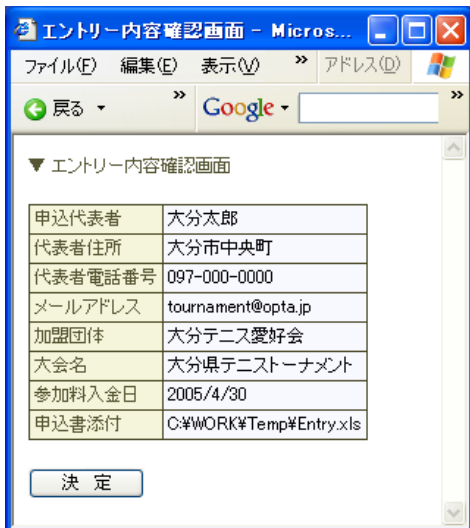 エントリー内容確認画面 - Micros...
ファイル(F) 編集(E) 表示(V) » アドレス(D)
戻る » Google »
▼ エントリー内容確認画面
申込代表者 大分太郎
代表者住所 大分市中央町
代表者電話番号 097-000-0000
メールアドレス tournament@opta.jp
加盟団体 大分テニス愛好会
大会名 大分県テニストーナメント
参加料入金日 2005/4/30
申込書添付 C:¥WORK¥Temp¥Entry.xls
決 定